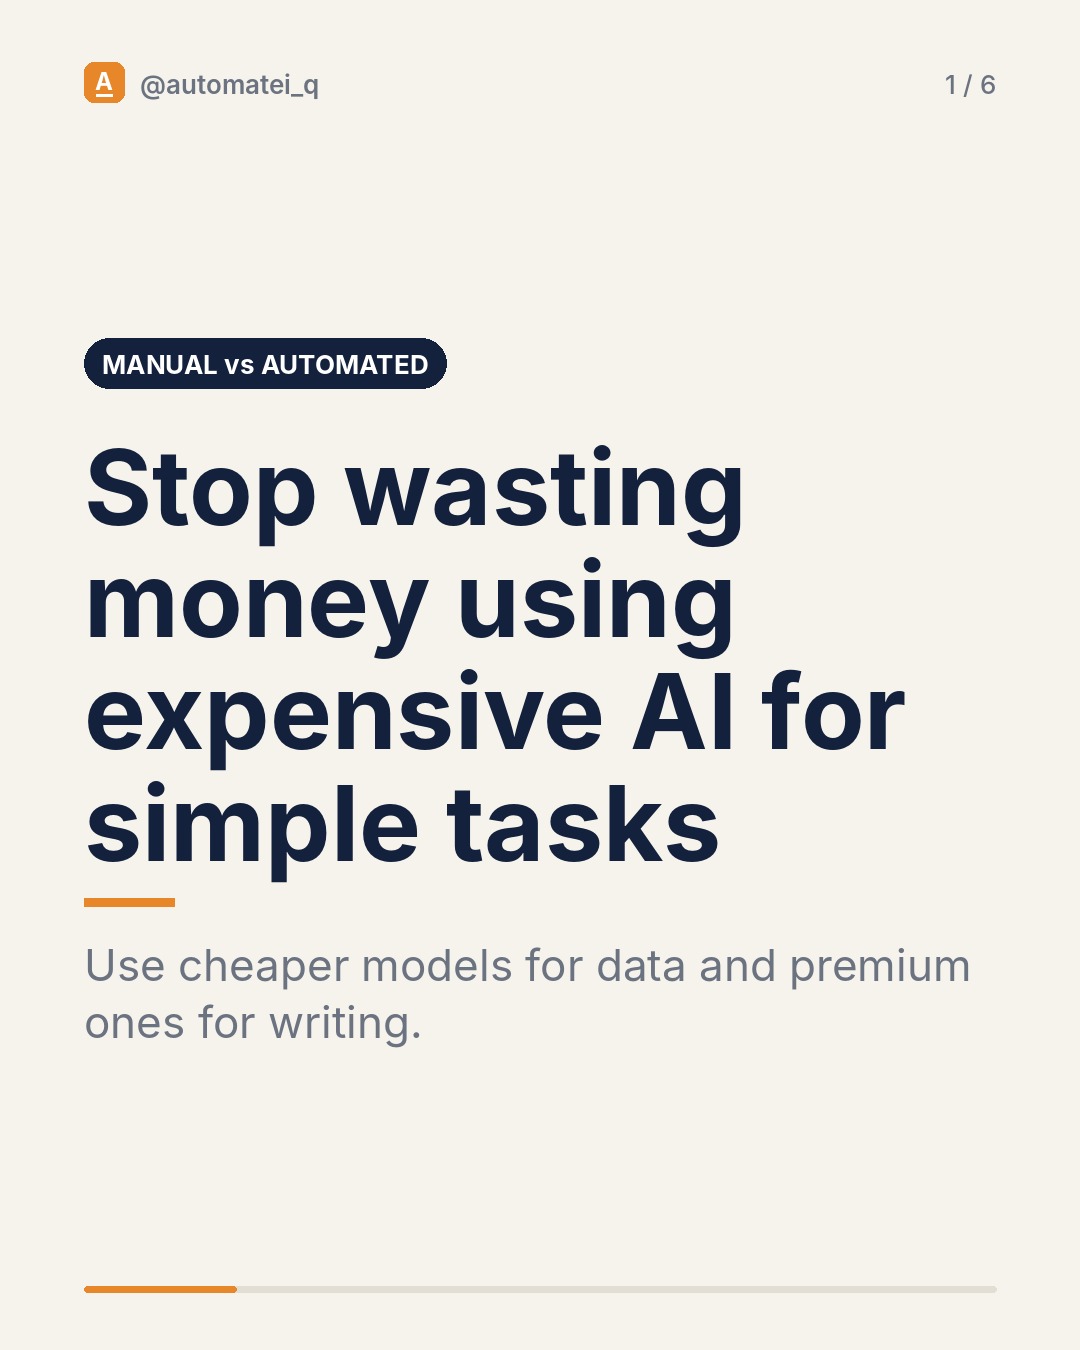 A @automatei_q
1 / 6
MANUAL vs AUTOMATED
Stop wasting
money using
expensive AI for
simple tasks
Use cheaper models for data and premium
ones for writing.